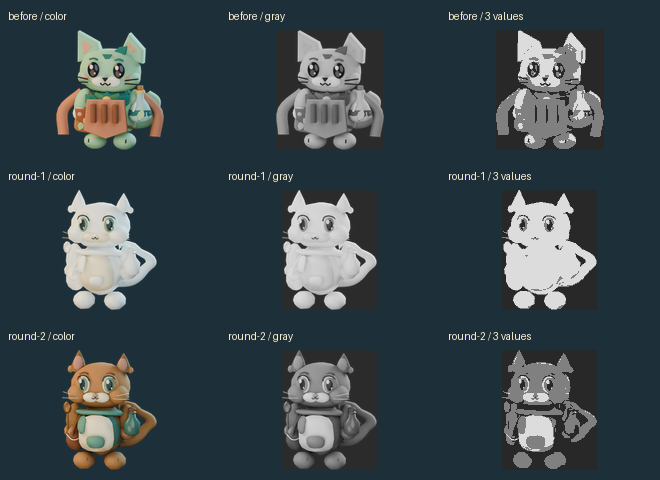 before / color
before / gray
before / 3 values
round-1 / color
round-1 / gray
round-1 / 3 values
round-2 / color
round-2 / gray
round-2 / 3 values